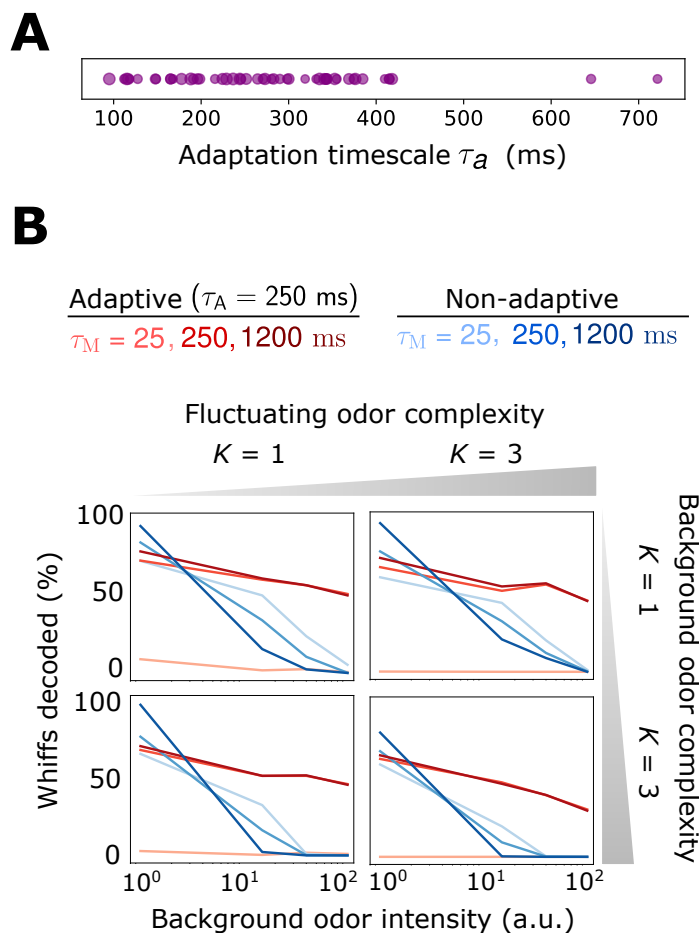 A
100 200 300 400 500 600 700
Adaptation timescale τa (ms)
B
Adaptive (τA = 250 ms)
τM = 25, 250, 1200 ms
Non-adaptive
τM = 25, 250, 1200 ms
Fluctuating odor complexity
K = 1 K = 3
Whiffs decoded (%)
100
50
0
100
50
0
10^0 10^1 10^2 10^0 10^1 10^2
Background odor intensity (a.u.)
Background odor complexity
K = 1
K = 3